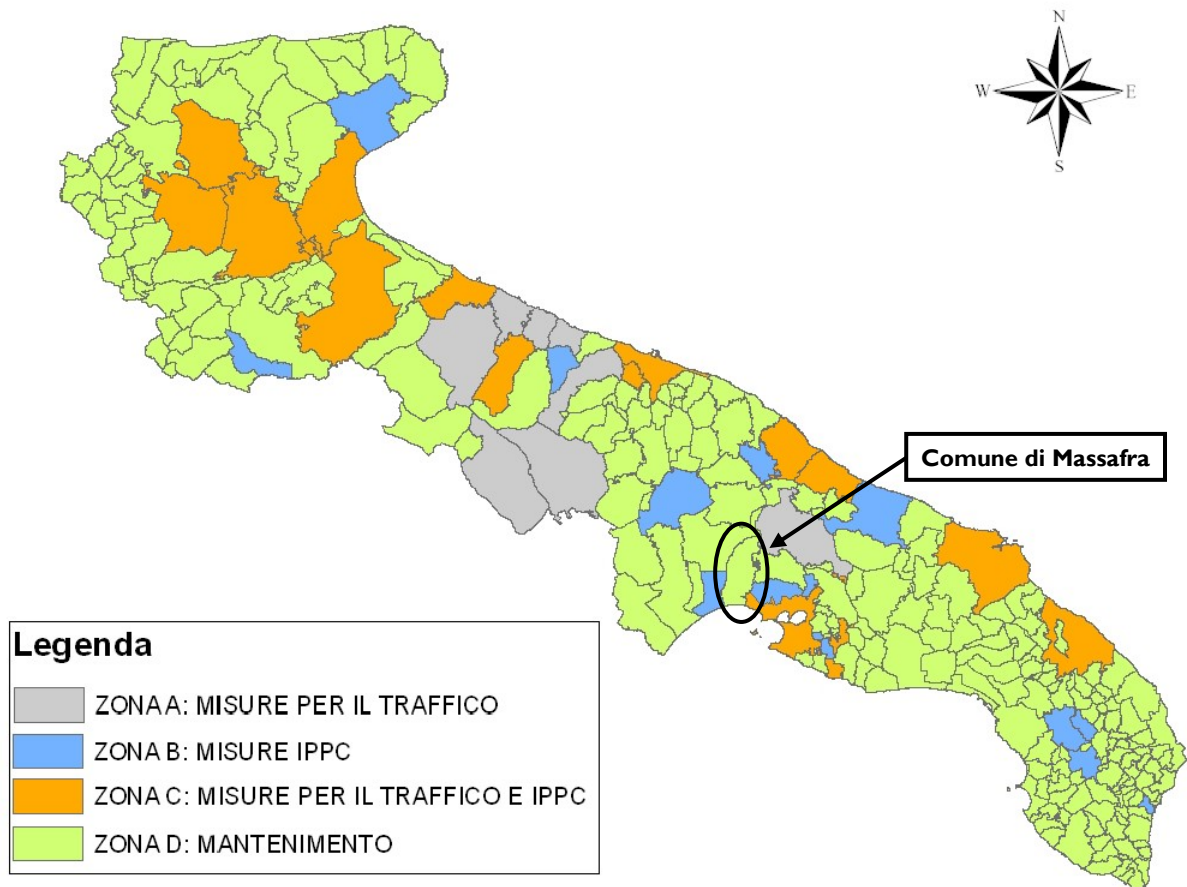 N
W
E
S
Comune di Massafra
Legenda
ZONA A: MISURE PER IL TRAFFICO
ZONA B: MISURE IPPC
ZONA C: MISURE PER IL TRAFFICO E IPPC
ZONA D: MANTENIMENTO